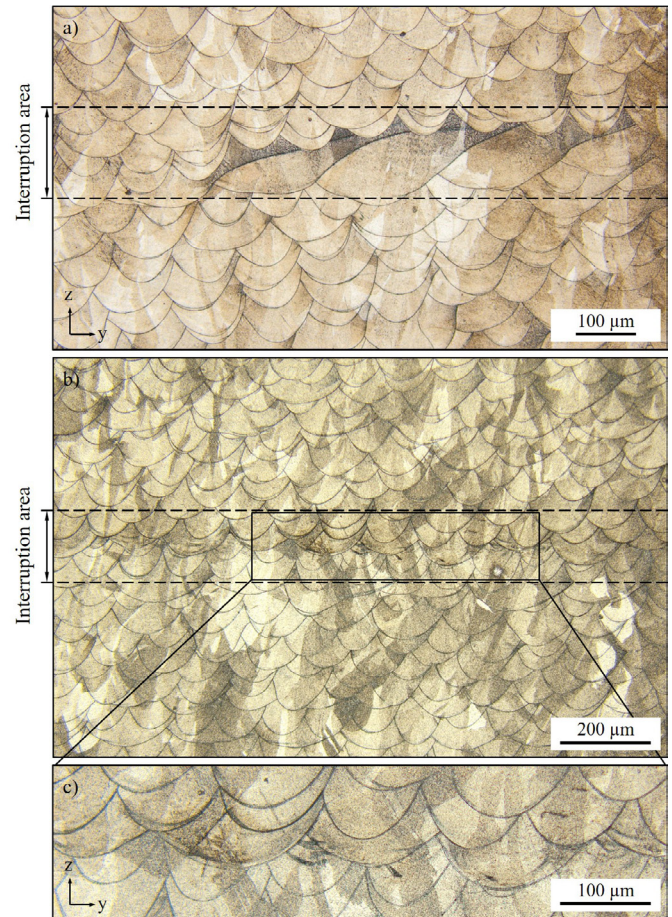 a)
Interruption area
z
y
100 µm
b)
Interruption area
200 µm
c)
z
y
100 µm